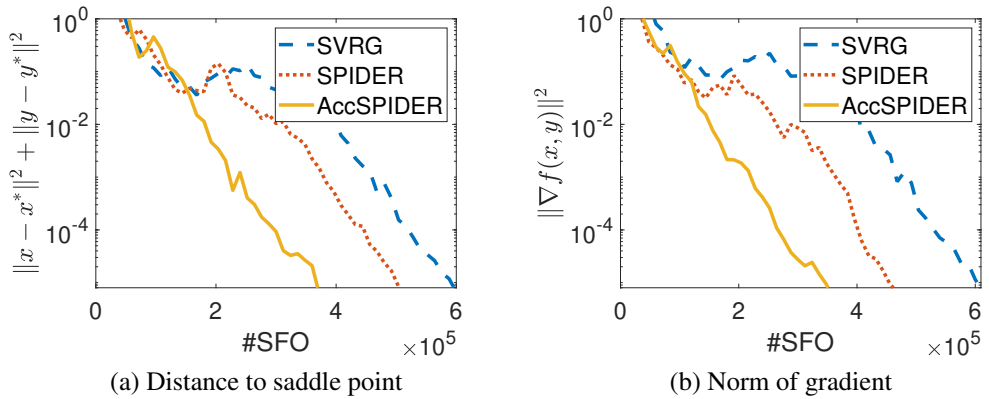 10^0
10^{-2}
10^{-4}
‖x − x*‖² + ‖y − y*‖²
SVRG
SPIDER
AccSPIDER
0 2 4 6
#SFO
×10^5
(a) Distance to saddle point
10^0
10^{-2}
10^{-4}
‖∇f(x, y)‖²
SVRG
SPIDER
AccSPIDER
0 2 4 6
#SFO
×10^5
(b) Norm of gradient